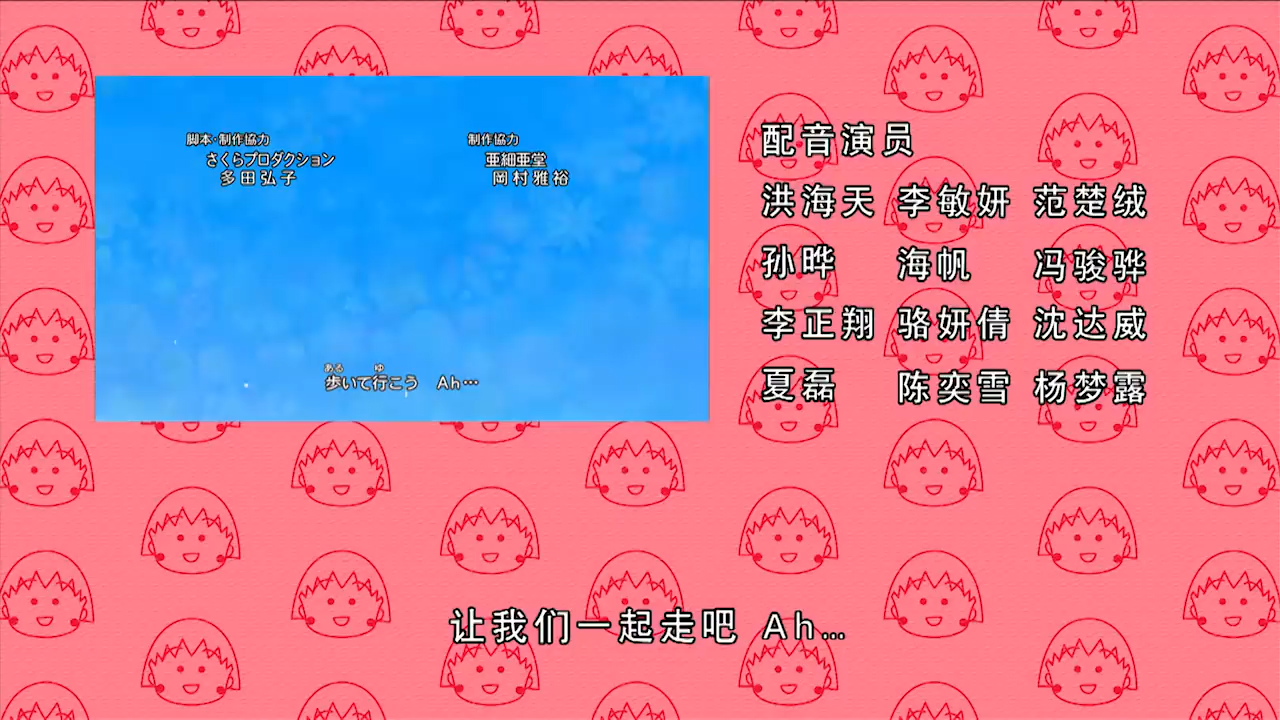 脚本・制作協力
さくらプロダクション
多田弘子
制作協力
亜細亜堂
岡村雅裕
ある ゆ
歩いて行こう Ah…
配音演员
洪海天 李敏妍 范楚绒
孙晔 海帆 冯骏骅
李正翔 骆妍倩 沈达威
夏磊 陈奕雪 杨梦露
让我们一起走吧 Ah…